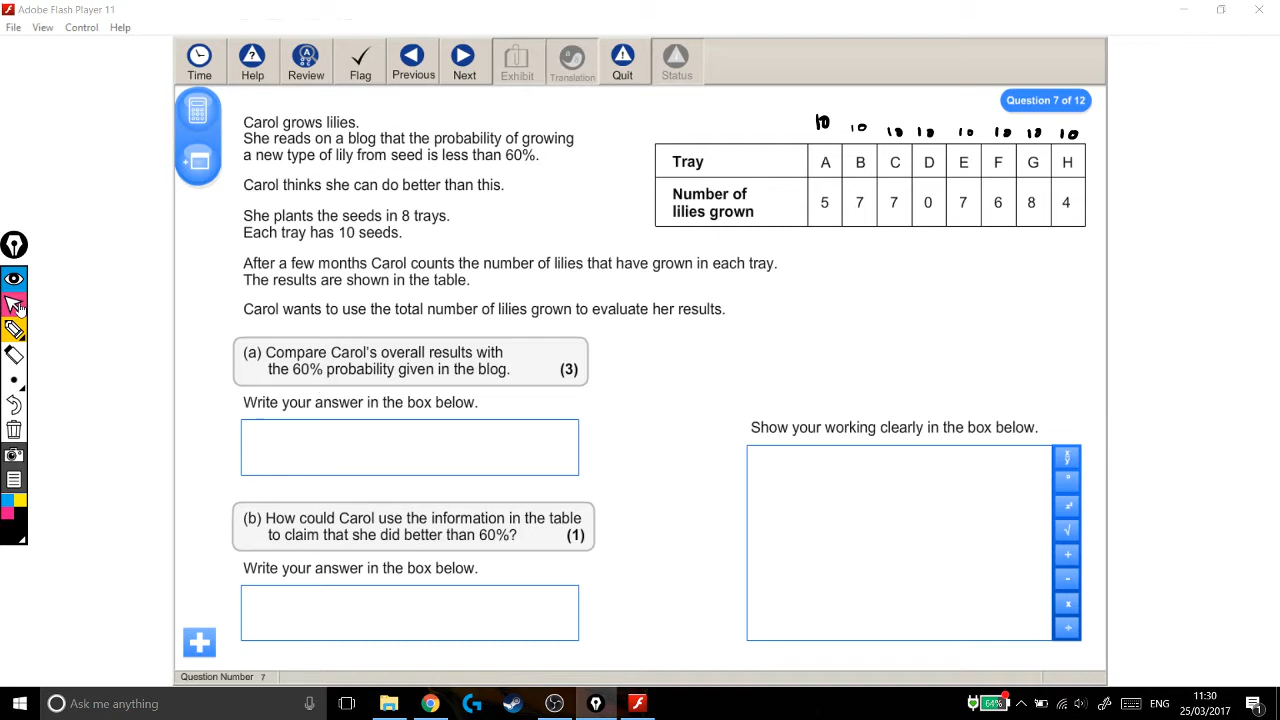 Adobe Flash Player 11
File View Control Help
Time Help Review Flag Previous Next Exhibit Translation Quit Status
Question 7 of 12
Carol grows lilies.
She reads on a blog that the probability of growing
a new type of lily from seed is less than 60%.
Carol thinks she can do better than this.
She plants the seeds in 8 trays.
Each tray has 10 seeds.
After a few months Carol counts the number of lilies that have grown in each tray.
The results are shown in the table.
Carol wants to use the total number of lilies grown to evaluate her results.
10 10 10 10 10 10 10 10
Tray A B C D E F G H
Number of
lilies grown 5 7 7 0 7 6 8 4
(a) Compare Carol's overall results with
the 60% probability given in the blog. (3)
Write your answer in the box below.
(b) How could Carol use the information in the table
to claim that she did better than 60%? (1)
Write your answer in the box below.
Show your working clearly in the box below.
x
y
x²
√
+
-
x
÷
Question Number 7
Ask me anything
64%
ENG
11:30
25/03/2017